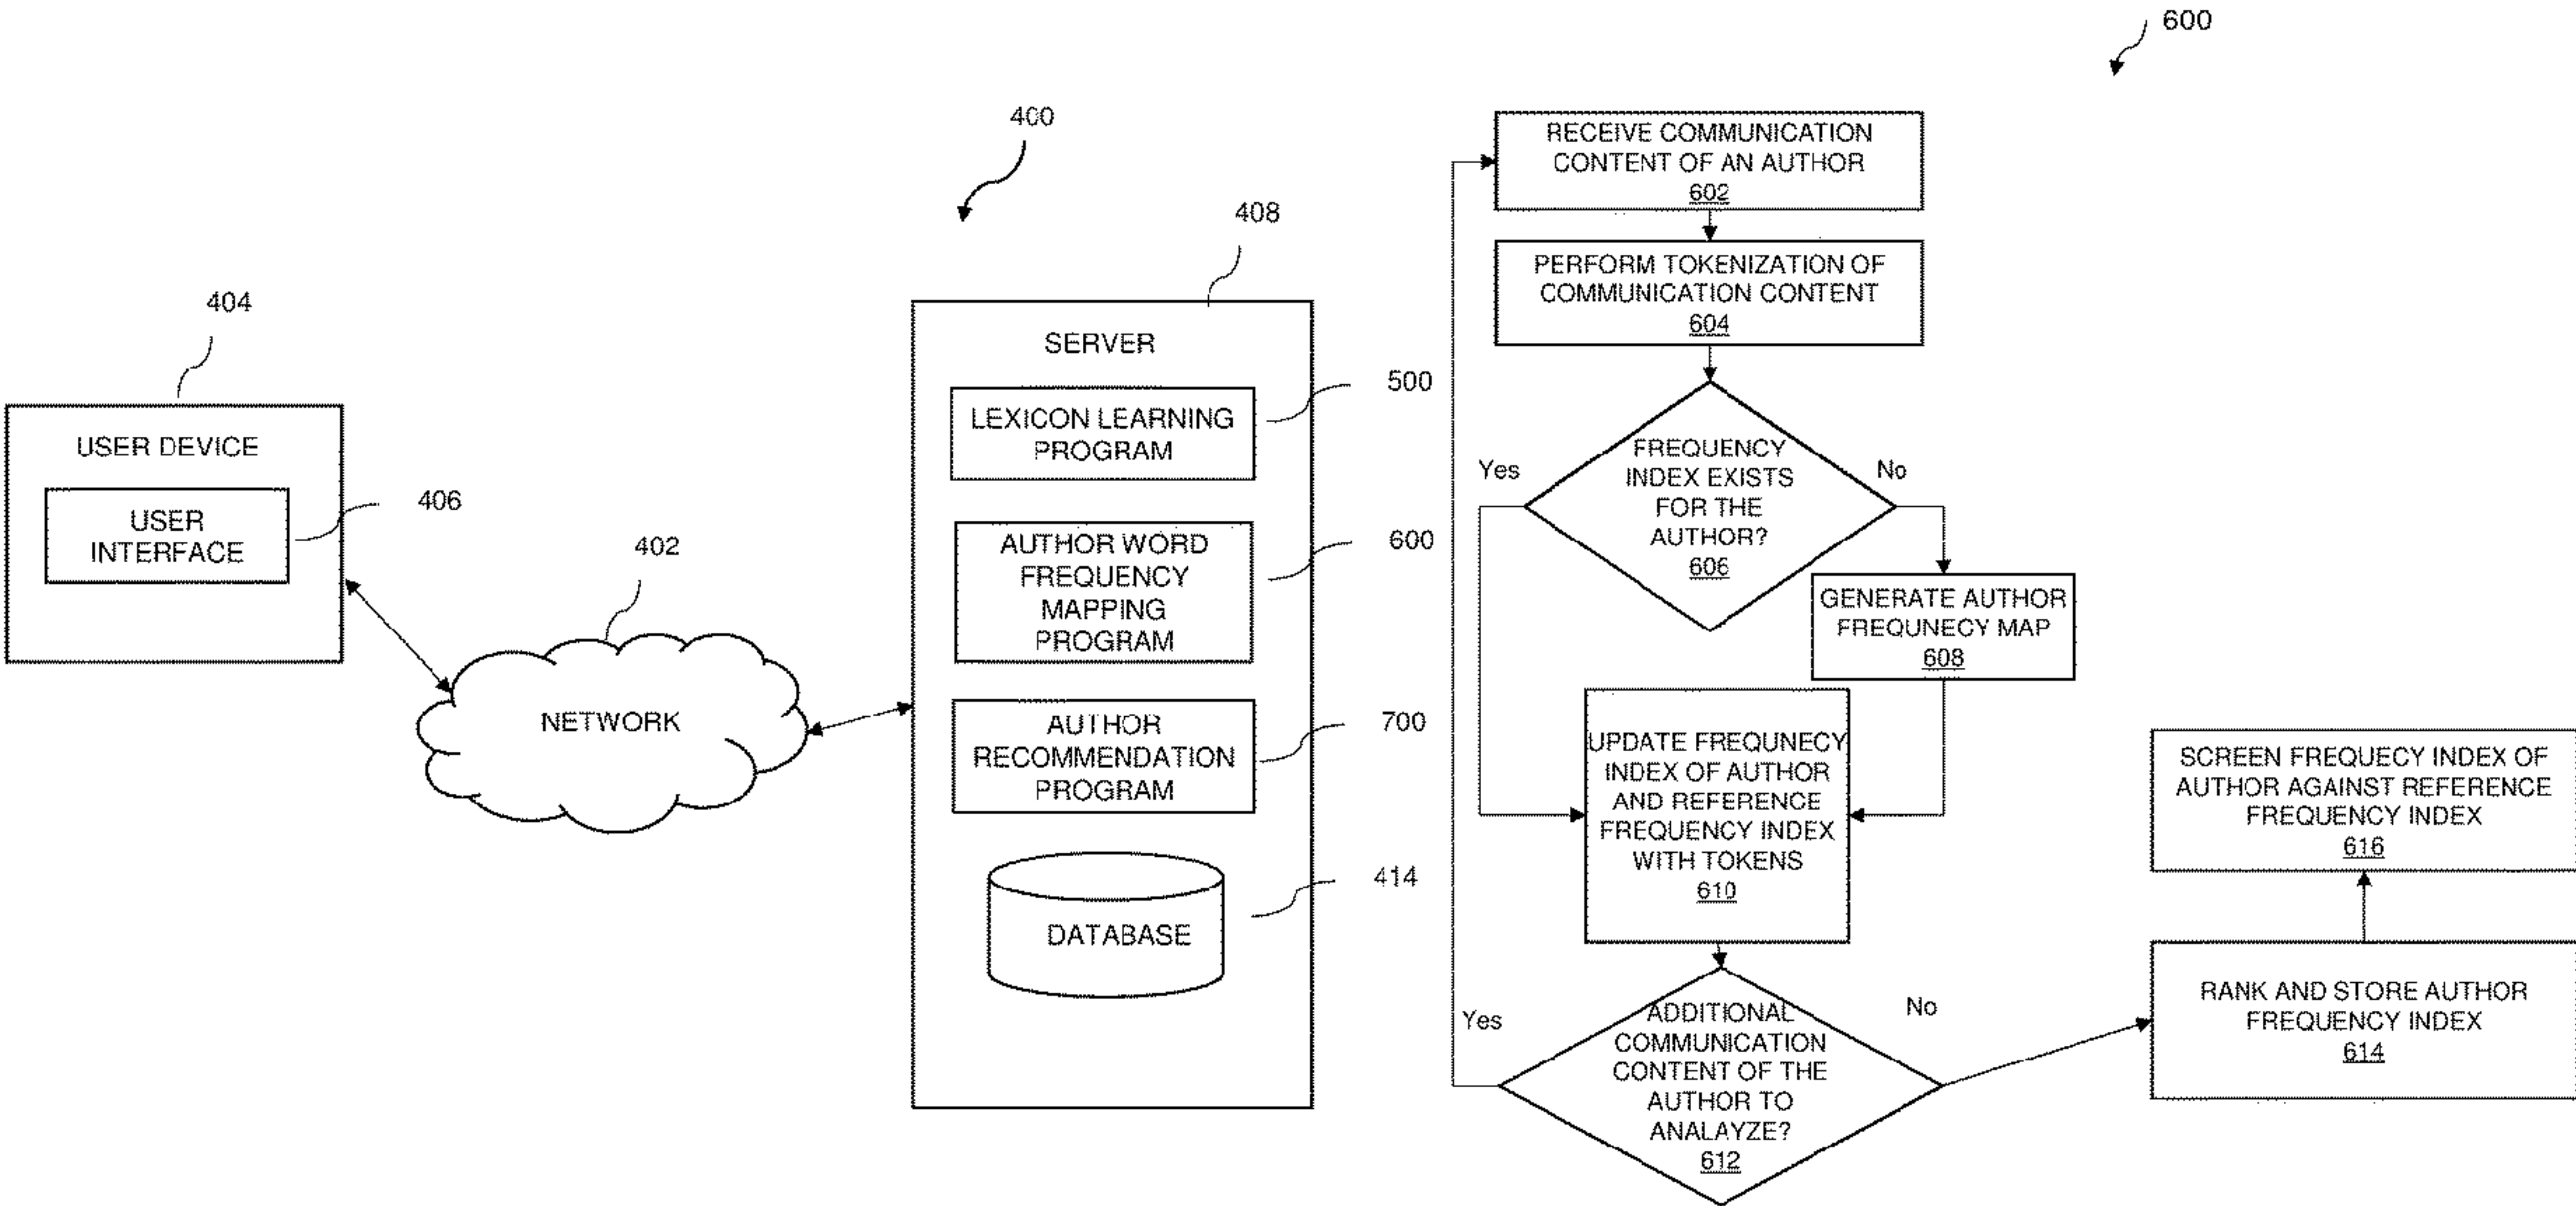 400
404
USER DEVICE
USER
INTERFACE
406
402
NETWORK
408
SERVER
LEXICON LEARNING
PROGRAM
500
AUTHOR WORD
FREQUENCY
MAPPING
PROGRAM
600
AUTHOR
RECOMMENDATION
PROGRAM
700
DATABASE
414
600
RECEIVE COMMUNICATION
CONTENT OF AN AUTHOR
602
PERFORM TOKENIZATION OF
COMMUNICATION CONTENT
604
FREQUENCY
INDEX EXISTS
FOR THE
AUTHOR?
606
Yes
No
GENERATE AUTHOR
FREQUNECY MAP
608
UPDATE FREQUNECY
INDEX OF AUTHOR
AND REFERENCE
FREQUENCY INDEX
WITH TOKENS
610
ADDITIONAL
COMMUNICATION
CONTENT OF THE
AUTHOR TO
ANALAYZE?
612
Yes
No
RANK AND STORE AUTHOR
FREQUENCY INDEX
614
SCREEN FREQUECY INDEX OF
AUTHOR AGAINST REFERENCE
FREQUENCY INDEX
616